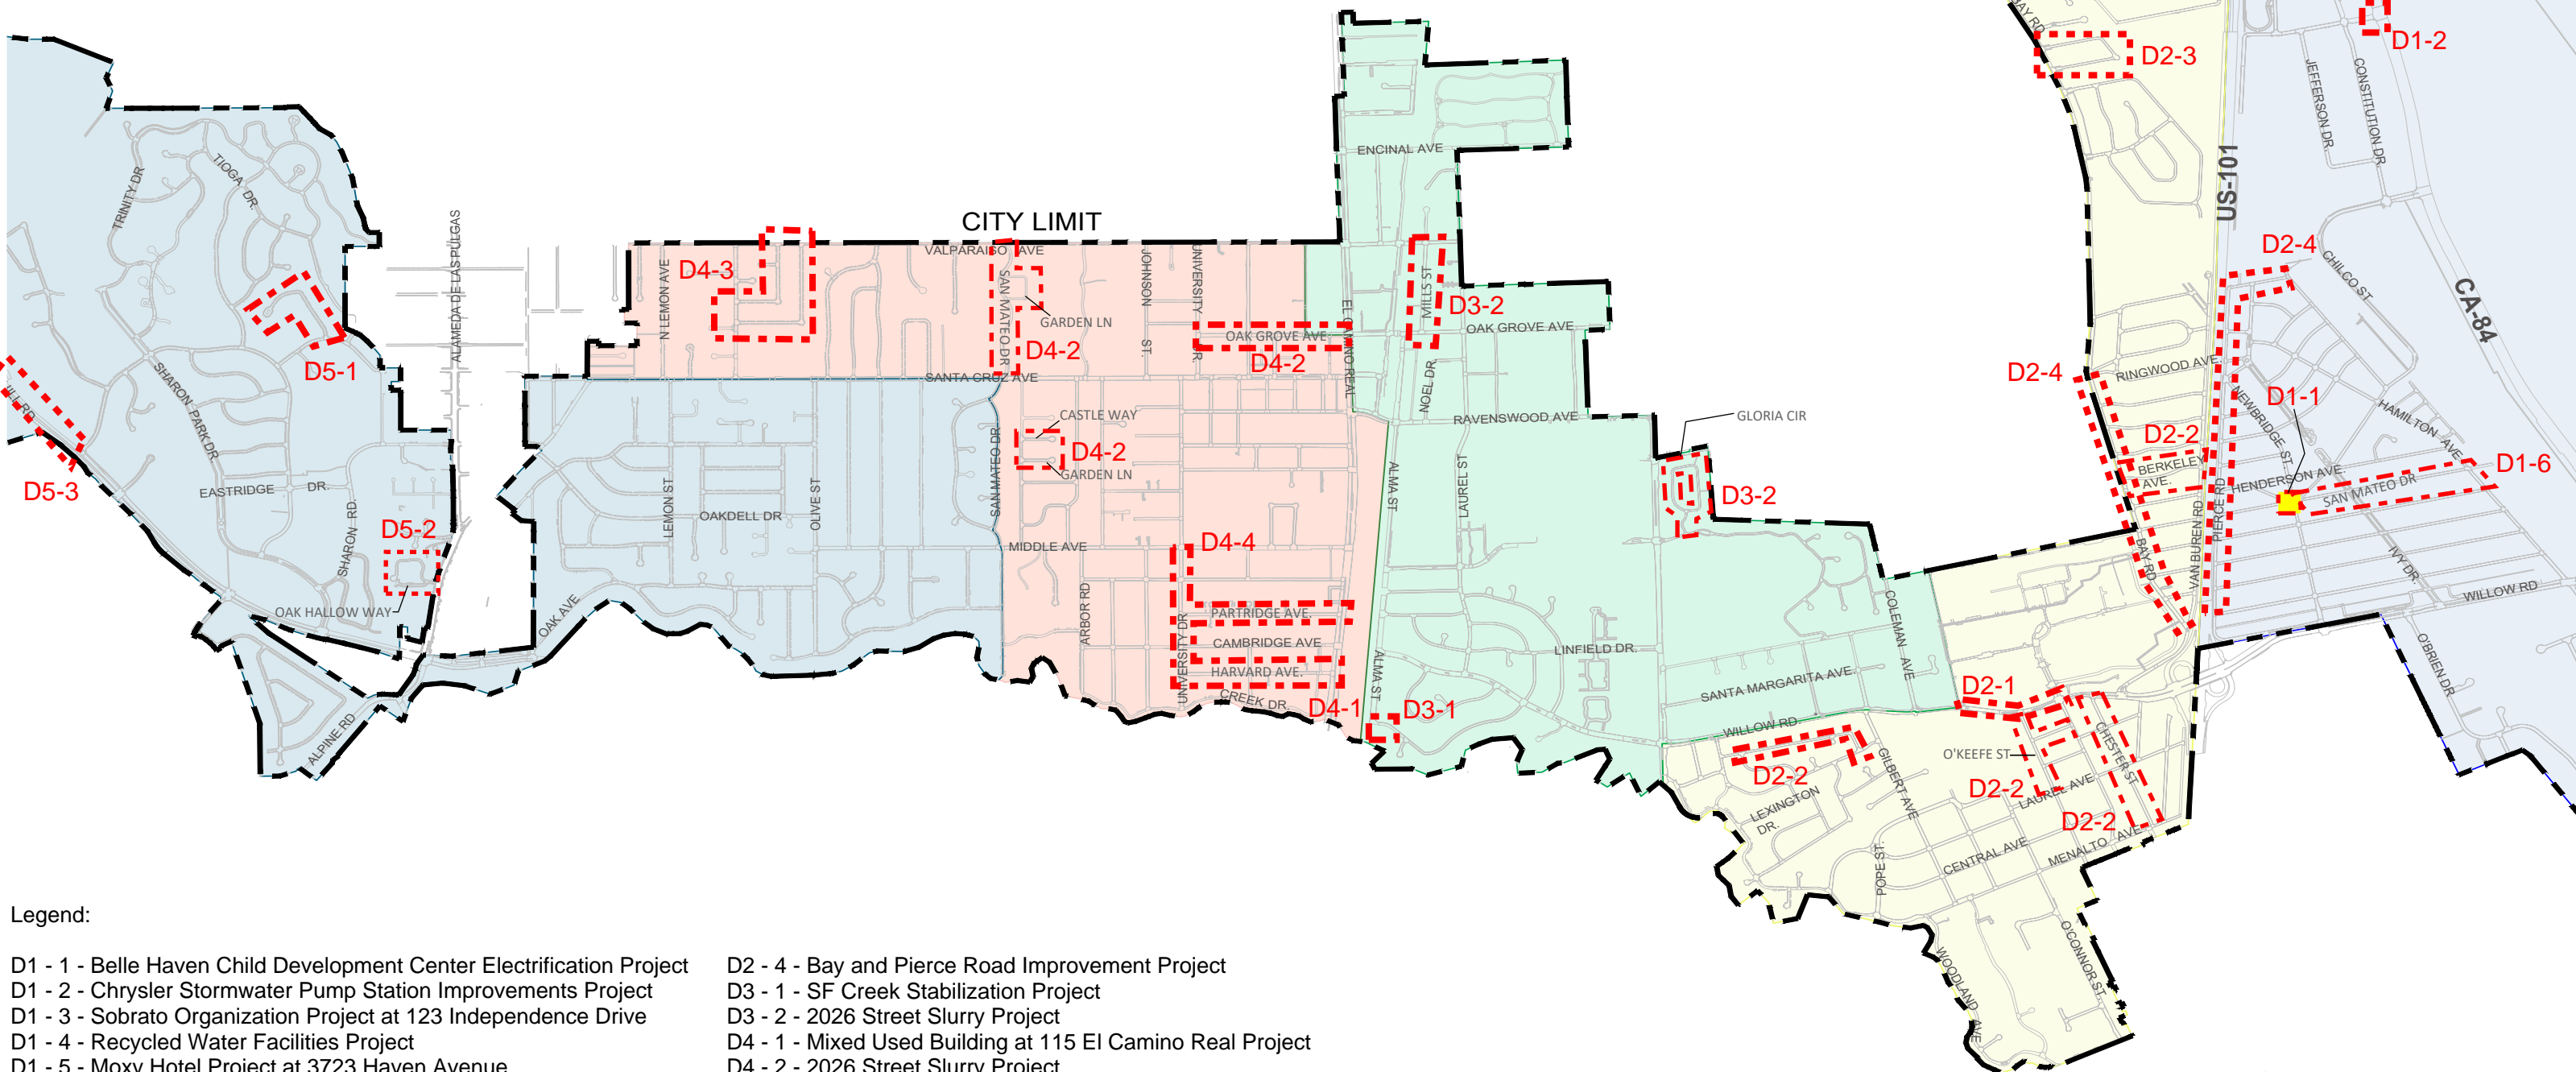 BAY RD
D1-2
D2-3
JEFFERSON DR.
CONSTITUTION DR
US-101
ENCINAL AVE
TRINITY DR
TIOGA DR.
ALAMEDA DE LAS PULGAS
CITY LIMIT
VALPARAISO AVE
N LEMON AVE
D4-3
SAN MATEO DR
JOHNSON ST.
UNIVERSITY DR
GARDEN LN
D4-2
OAK GROVE AVE
D4-2
EL CAMINO REAL
MILLS ST
D3-2
OAK GROVE AVE
D2-4
CHILCO ST
CA-84
D5-1
SANTA CRUZ AVE
NOEL DR.
RAVENSWOOD AVE
GLORIA CIR
D2-4
RINGWOOD AVE
NEWBRIDGE ST.
D1-1
HAMILTON AVE
SHARON PARK DR.
CASTLE WAY
D4-2
GARDEN LN
SAN MATEO DR.
D2-2
BERKELEY AVE.
HENDERSON AVE.
SAN MATEO DR
D1-6
D5-3
EASTRIDGE DR.
SHARON RD.
D5-2
LEMON ST
OAKDELL DR
OLIVE ST
ALMA ST
LAUREL ST
D3-2
PIERCE RD
VAN BUREN RD
BAY RD
D2-2
IVY DR.
WILLOW RD
MIDDLE AVE
D4-4
OAK HALLOW WAY
OAK AVE
ARBOR RD
UNIVERSITY DR
PARTRIDGE AVE.
CAMBRIDGE AVE
HARVARD AVE.
CREEK DR.
D4-1
ALMA ST
D3-1
LINFIELD DR.
COLEMAN AVE
SANTA MARGARITA AVE.
WILLOW RD
D2-1
O'BRIEN DR
ALPINE RD
D2-2
GILBERT AVE
O'KEEFE ST
D2-2
CHESTER ST
LAUREL AVE
D2-2
LEXINGTON DR.
POPE ST.
CENTRAL AVE
MENALTO AVE
WOODLAND AVE
O'CONNOR ST.
Legend:
D1 - 1 - Belle Haven Child Development Center Electrification Project
D1 - 2 - Chrysler Stormwater Pump Station Improvements Project
D1 - 3 - Sobrato Organization Project at 123 Independence Drive
D1 - 4 - Recycled Water Facilities Project
D1 - 5 - Moxy Hotel Project at 3723 Haven Avenue
D2 - 4 - Bay and Pierce Road Improvement Project
D3 - 1 - SF Creek Stabilization Project
D3 - 2 - 2026 Street Slurry Project
D4 - 1 - Mixed Used Building at 115 El Camino Real Project
D4 - 2 - 2026 Street Slurry Project